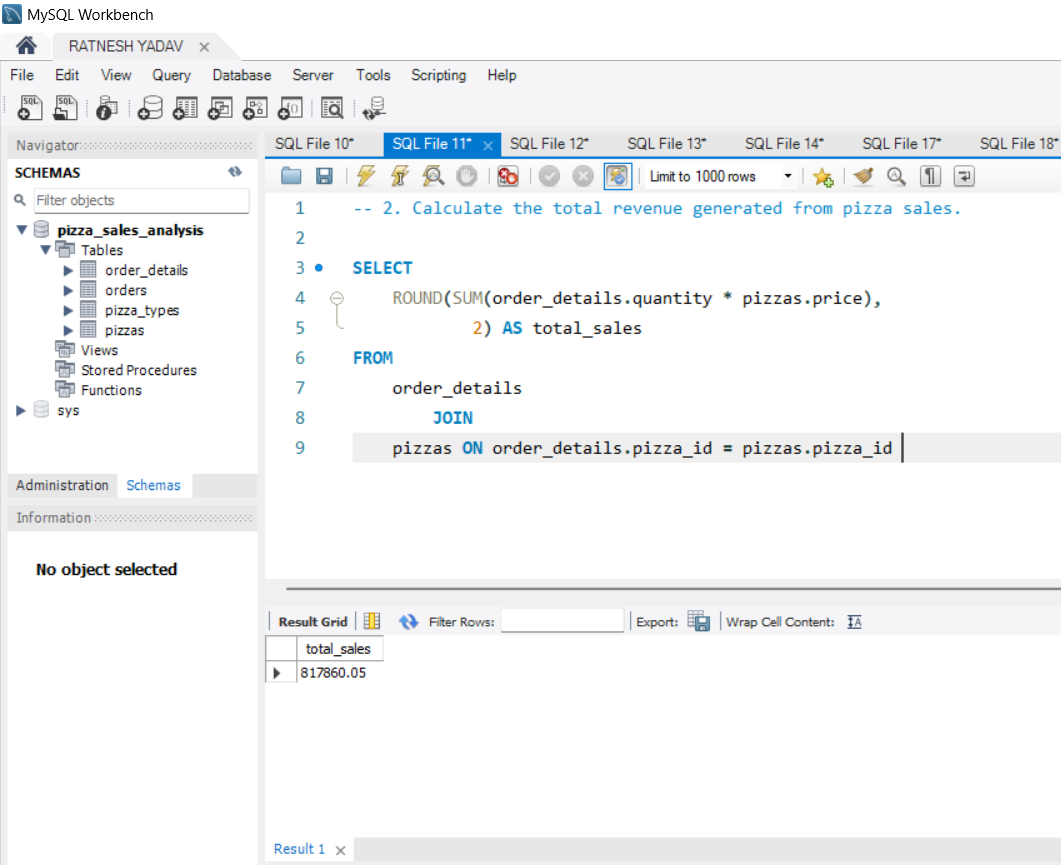 MySQL Workbench
RATNESH YADAV
File Edit View Query Database Server Tools Scripting Help
Navigator
SCHEMAS
Filter objects
pizza_sales_analysis
Tables
order_details
orders
pizza_types
pizzas
Views
Stored Procedures
Functions
sys
Administration Schemas
Information
No object selected
SQL File 10* SQL File 11* SQL File 12* SQL File 13* SQL File 14* SQL File 17* SQL File 18*
Limit to 1000 rows
1 -- 2. Calculate the total revenue generated from pizza sales.
2
3 SELECT
4 ROUND(SUM(order_details.quantity * pizzas.price),
5 2) AS total_sales
6 FROM
7 order_details
8 JOIN
9 pizzas ON order_details.pizza_id = pizzas.pizza_id
Result Grid Filter Rows: Export: Wrap Cell Content:
total_sales
817860.05
Result 1